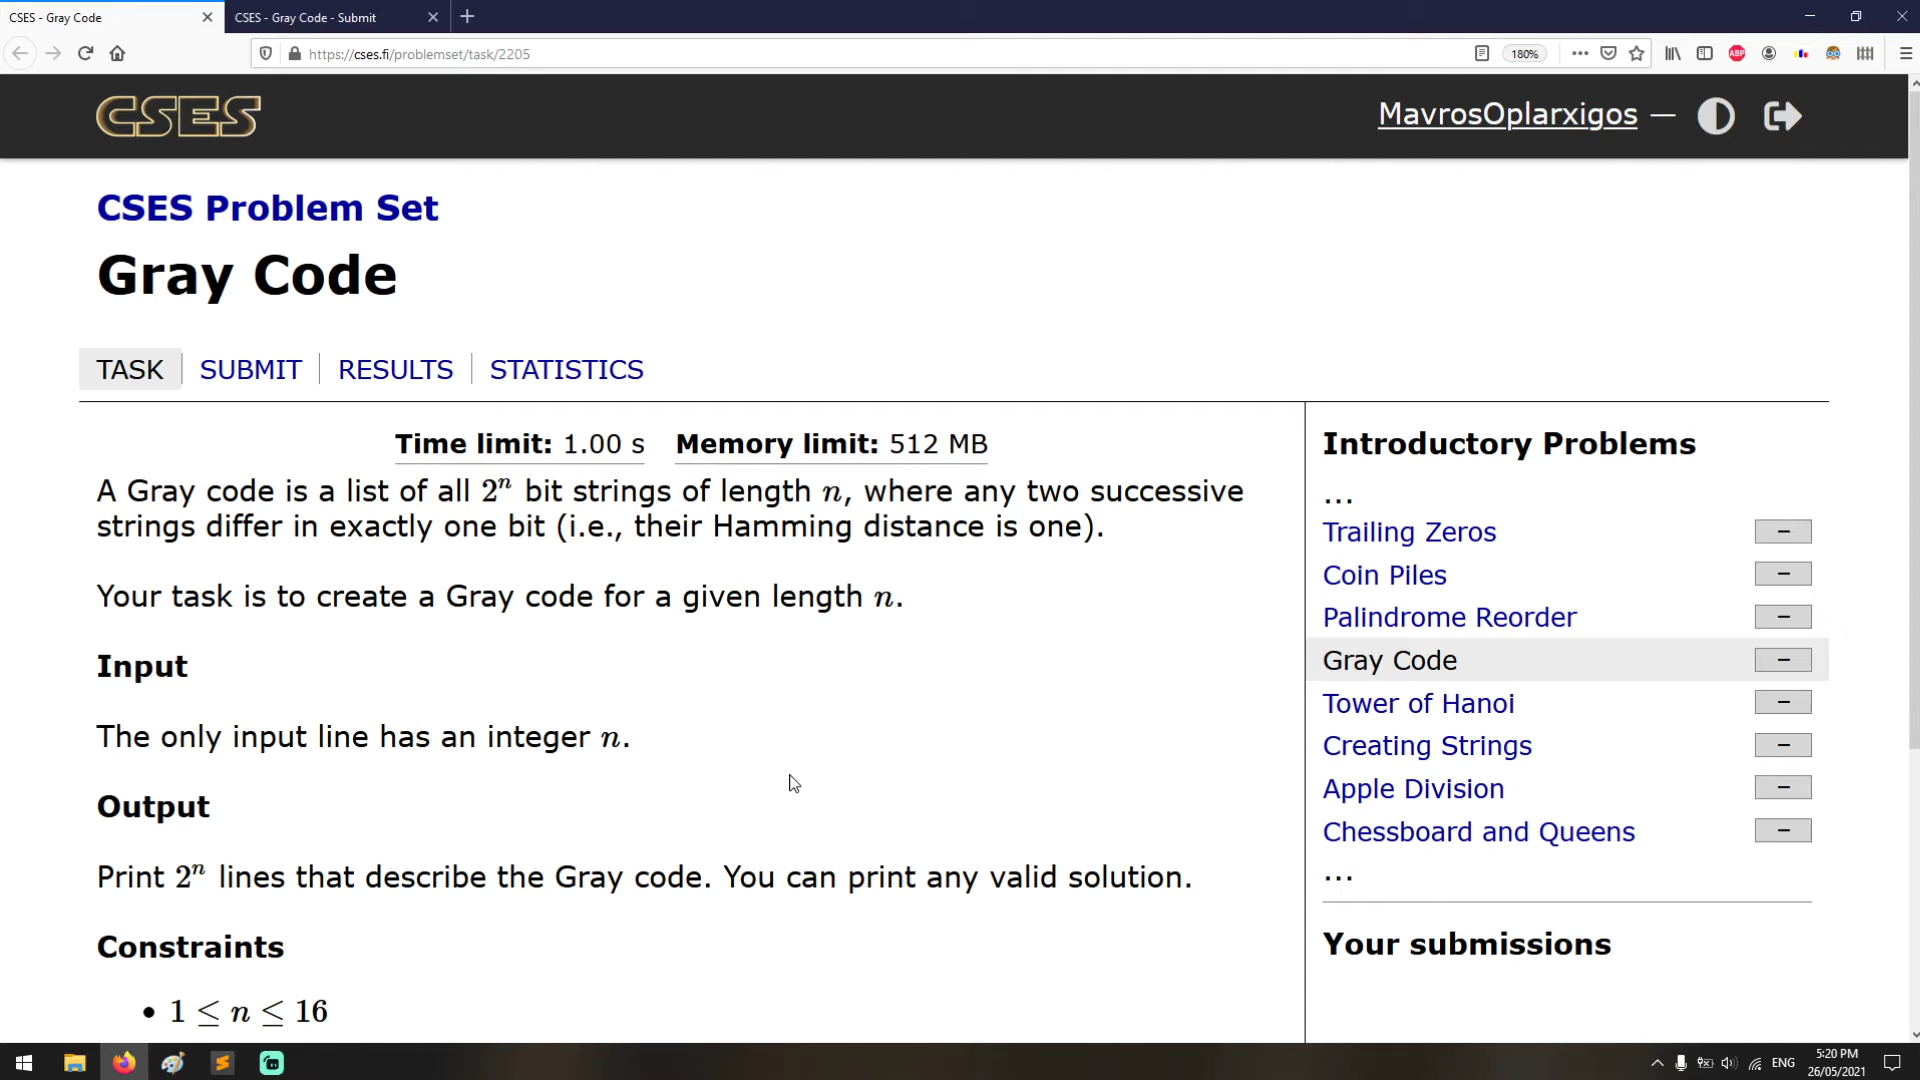 CSES - Gray Code
CSES - Gray Code - Submit
https://cses.fi/problemset/task/2205
180%
ABP
CSES
MavrosOplarxigos —
CSES Problem Set
Gray Code
TASK
SUBMIT
RESULTS
STATISTICS
Time limit: 1.00 s Memory limit: 512 MB
A Gray code is a list of all 2ⁿ bit strings of length n, where any two successive
strings differ in exactly one bit (i.e., their Hamming distance is one).
Your task is to create a Gray code for a given length n.
Input
The only input line has an integer n.
Output
Print 2ⁿ lines that describe the Gray code. You can print any valid solution.
Constraints
• 1 ≤ n ≤ 16
Introductory Problems
...
Trailing Zeros –
Coin Piles –
Palindrome Reorder –
Gray Code –
Tower of Hanoi –
Creating Strings –
Apple Division –
Chessboard and Queens –
...
Your submissions
ENG
5:20 PM
26/05/2021